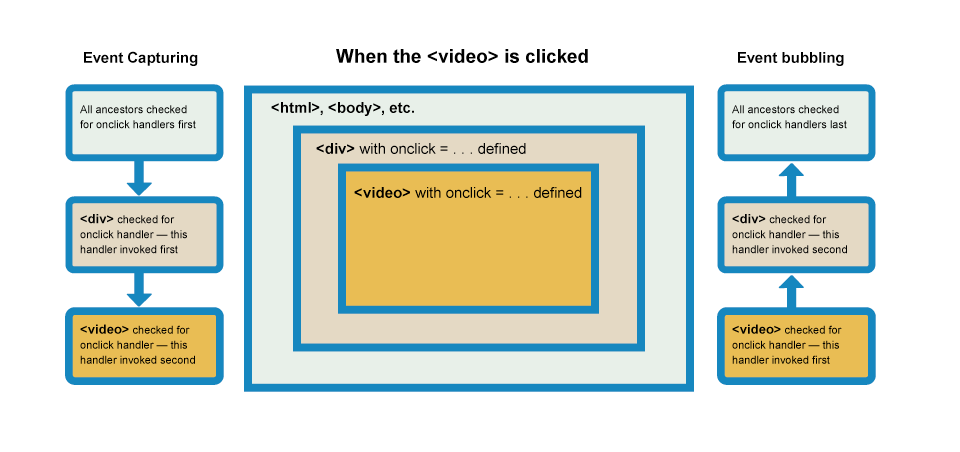 Event Capturing
All ancestors checked
for onclick handlers first
<div> checked for
onclick handler — this
handler invoked first
<video> checked for
onclick handler — this
handler invoked second
When the <video> is clicked
<html>, <body>, etc.
<div> with onclick = . . . defined
<video> with onclick = . . . defined
Event bubbling
All ancestors checked
for onclick handlers last
<div> checked for
onclick handler — this
handler invoked second
<video> checked for
onclick handler — this
handler invoked first